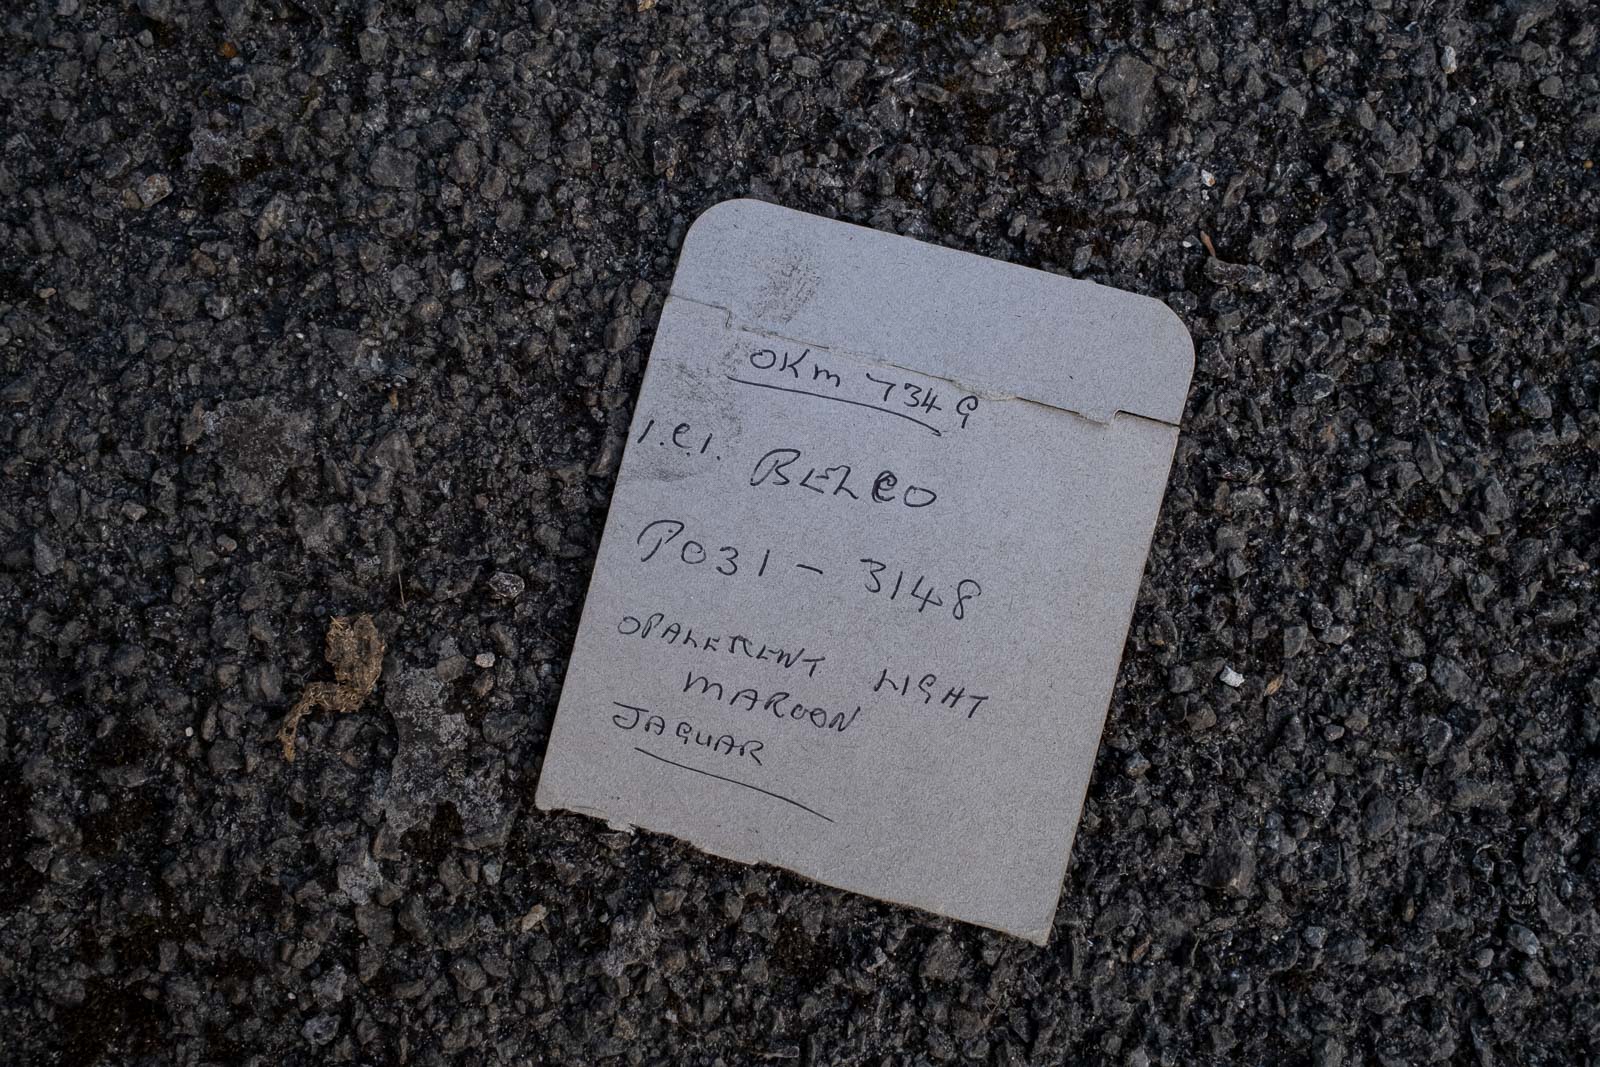 OKM 734 G
I.C.I. BELCO
P031 - 3148
OPALESCENT LIGHT
MAROON
JAGUAR